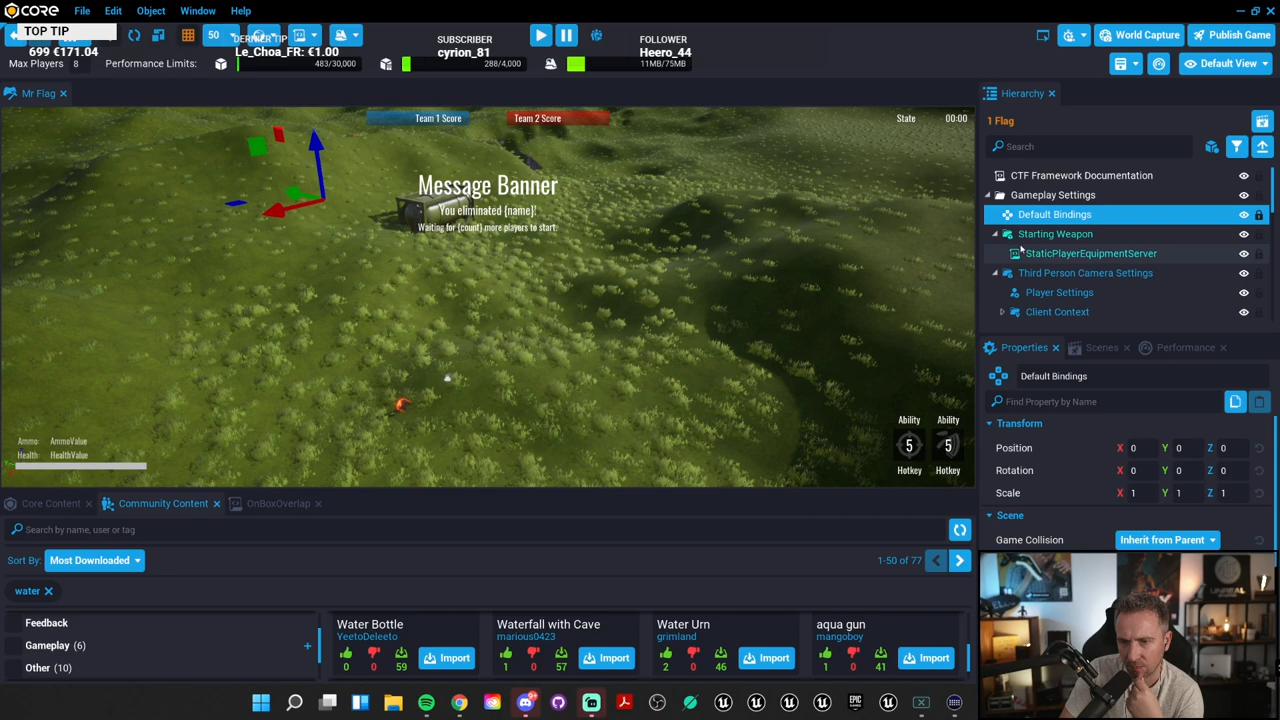 CORE File Edit Object Window Help
TOP TIP
699 €171.04
50
DERNIER TIP
Le_Choa_FR: €1.00
SUBSCRIBER
cyrion_81
FOLLOWER
Heero_44
World Capture
Publish Game
Max Players 8 Performance Limits: 483/30,000 288/4,000 11MB/75MB
Default View
Mr Flag
Hierarchy
Team 1 Score Team 2 Score State 00:00
1 Flag
Search
Message Banner
You eliminated {name}!
Waiting for {count} more players to start.
CTF Framework Documentation
Gameplay Settings
Default Bindings
Starting Weapon
StaticPlayerEquipmentServer
Third Person Camera Settings
Player Settings
Client Context
Properties Scenes Performance
Default Bindings
Find Property by Name
Transform
Position X 0 Y 0 Z 0
Rotation X 0 Y 0 Z 0
Scale X 1 Y 1 Z 1
Scene
Game Collision Inherit from Parent
Ability Ability
5 5
Hotkey Hotkey
Ammo: AmmoValue
Health: HealthValue
Core Content Community Content OnBoxOverlap
Search by name, user or tag
Sort By: Most Downloaded 1-50 of 77
water
Feedback
Gameplay (6)
Other (10)
Water Bottle
YeetoDeleeto
0 0 59 Import
Waterfall with Cave
marious0423
1 0 57 Import
Water Urn
grimland
2 0 46 Import
aqua gun
mangoboy
1 0 41 Import